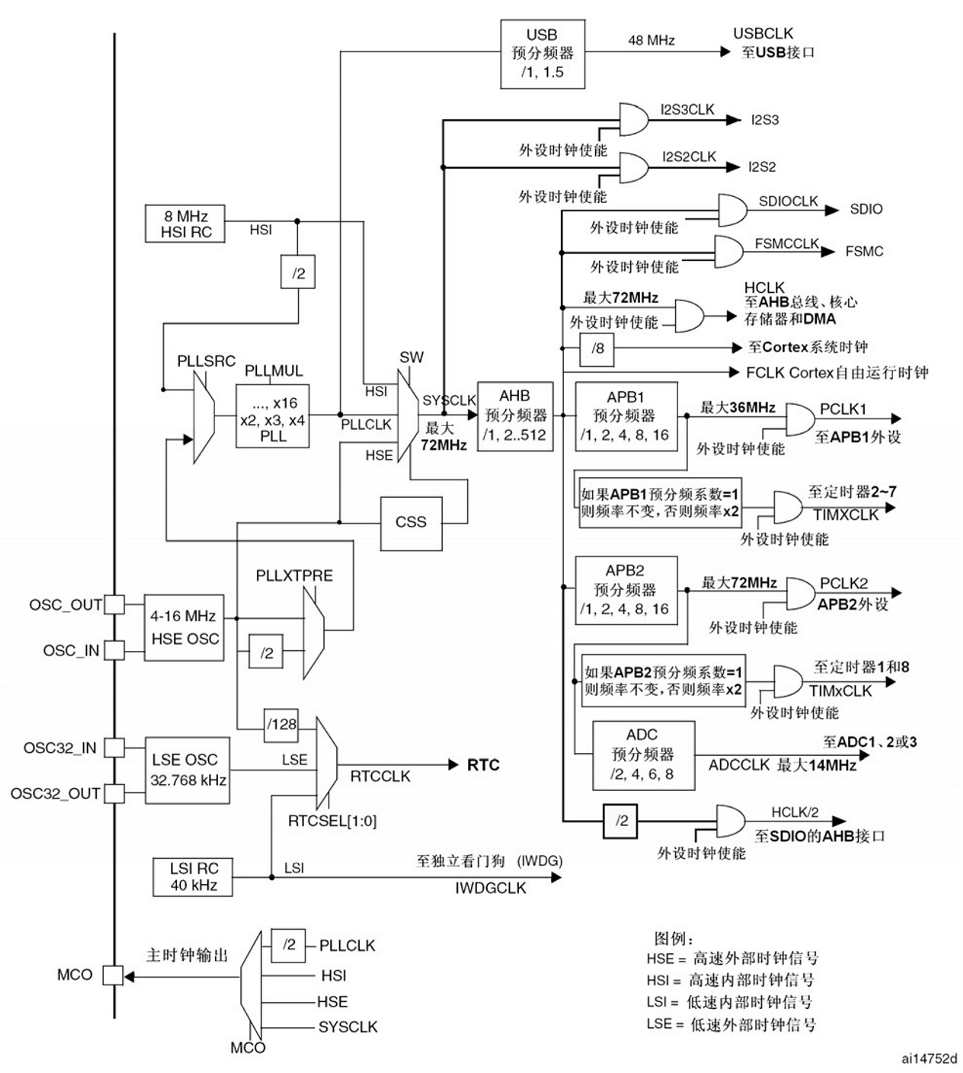 USB
预分频器
/1, 1.5
48 MHz
USBCLK
至USB接口
I2S3CLK
I2S3
外设时钟使能
I2S2CLK
I2S2
外设时钟使能
8 MHz
HSI RC
HSI
/2
SDIOCLK
SDIO
外设时钟使能
FSMCCLK
FSMC
外设时钟使能
最大72MHz
HCLK
至AHB总线、核心
存储器和DMA
外设时钟使能
/8
至Cortex系统时钟
FCLK Cortex自由运行时钟
PLLSRC
PLLMUL
..., x16
x2, x3, x4
PLL
SW
HSI
PLLCLK
HSE
SYSCLK
最大
72MHz
AHB
预分频器
/1, 2..512
APB1
预分频器
/1, 2, 4, 8, 16
最大36MHz
PCLK1
至APB1外设
外设时钟使能
CSS
如果APB1预分频系数=1
则频率不变，否则频率x2
至定时器2~7
TIMXCLK
外设时钟使能
PLLXTPRE
OSC_OUT
OSC_IN
4-16 MHz
HSE OSC
/2
APB2
预分频器
/1, 2, 4, 8, 16
最大72MHz
PCLK2
APB2外设
外设时钟使能
如果APB2预分频系数=1
则频率不变，否则频率x2
至定时器1和8
TIMxCLK
外设时钟使能
/128
OSC32_IN
OSC32_OUT
LSE OSC
32.768 kHz
LSE
RTCCLK
RTC
RTCSEL[1:0]
ADC
预分频器
/2, 4, 6, 8
至ADC1、2或3
ADCCLK
最大14MHz
/2
HCLK/2
至SDIO的AHB接口
外设时钟使能
LSI RC
40 kHz
LSI
至独立看门狗 (IWDG)
IWDGCLK
MCO
主时钟输出
/2
PLLCLK
HSI
HSE
SYSCLK
MCO
图例：
HSE = 高速外部时钟信号
HSI = 高速内部时钟信号
LSI = 低速内部时钟信号
LSE = 低速外部时钟信号
ai14752d